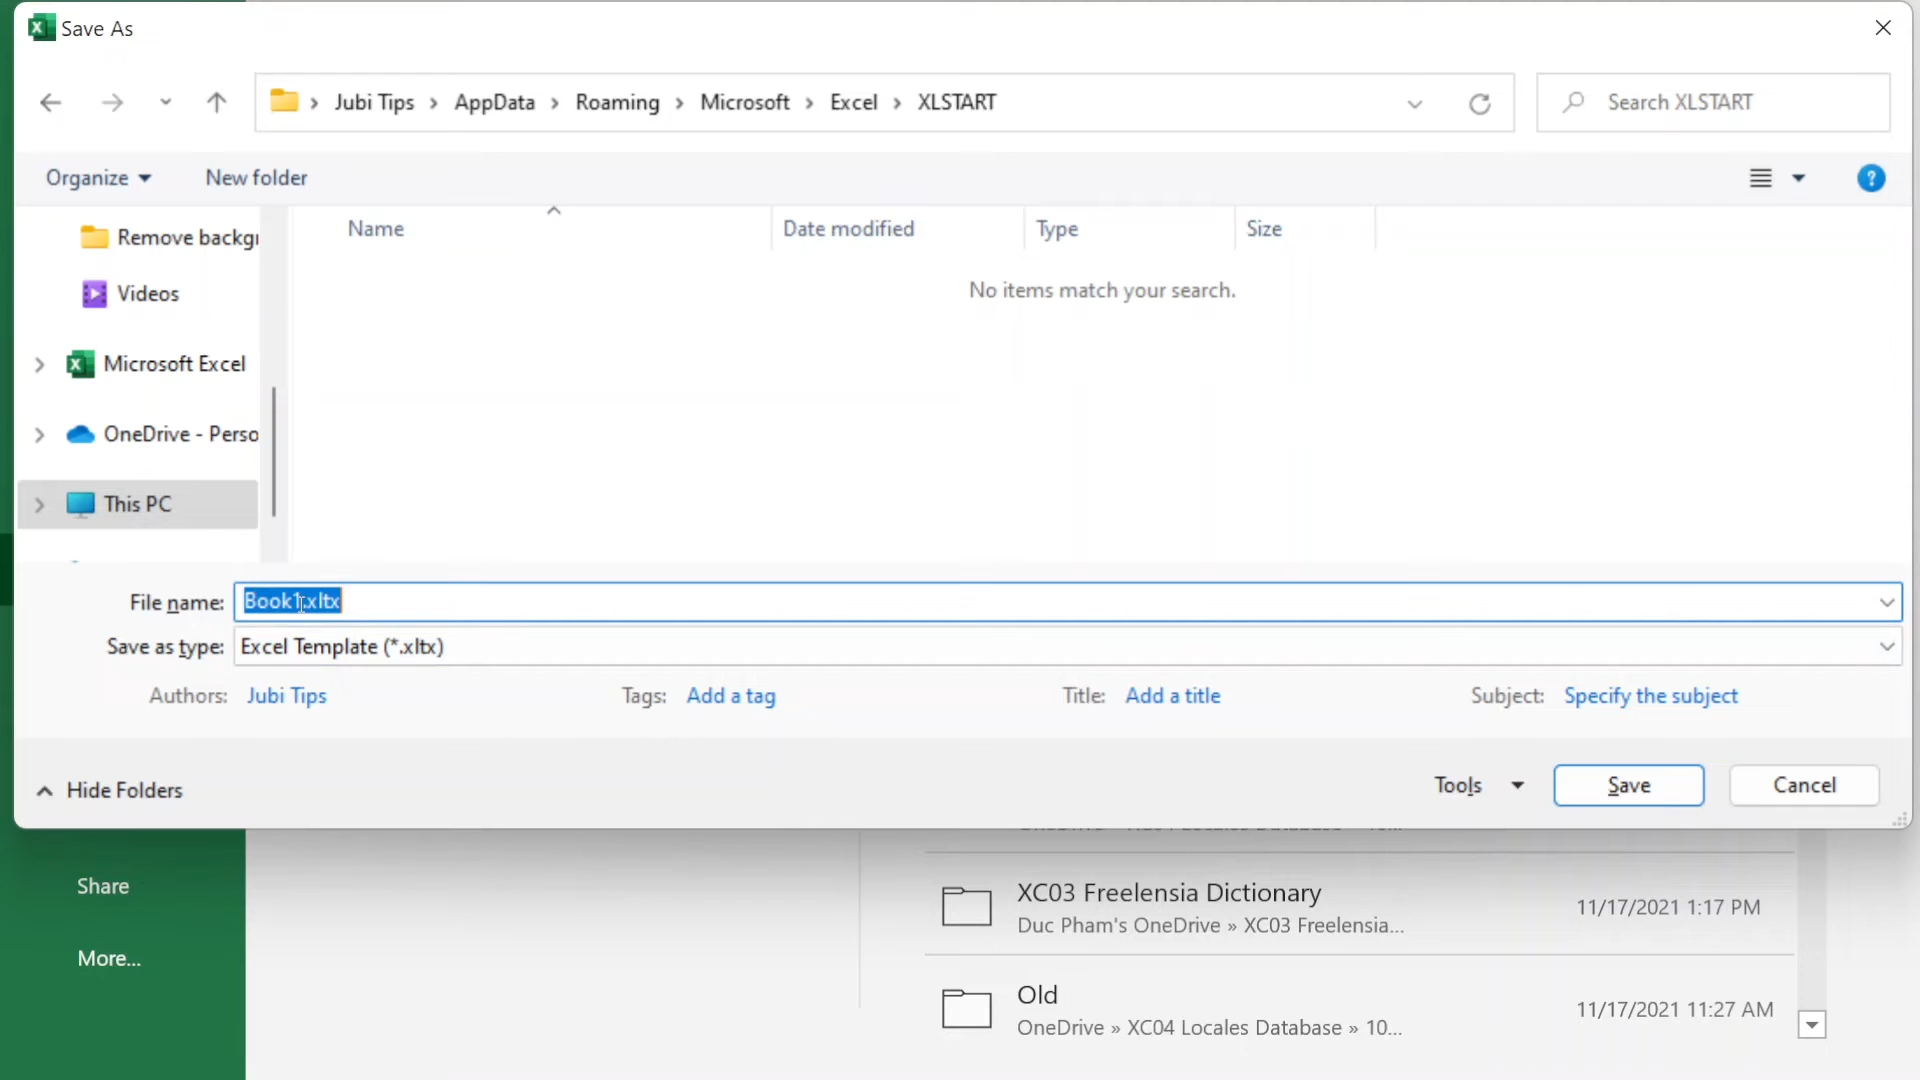 Save As
Jubi Tips > AppData > Roaming > Microsoft > Excel > XLSTART
Search XLSTART
Organize
New folder
?
Name
Date modified
Type
Size
Remove backgr
No items match your search.
Videos
Microsoft Excel
OneDrive - Perso
This PC
File name: Book1.xltx
Save as type: Excel Template (*.xltx)
Authors: Jubi Tips
Tags: Add a tag
Title: Add a title
Subject: Specify the subject
Hide Folders
Tools
Save
Cancel
Share
XC03 Freelensia Dictionary
Duc Pham's OneDrive » XC03 Freelensia...
11/17/2021 1:17 PM
More...
Old
OneDrive » XC04 Locales Database » 10...
11/17/2021 11:27 AM